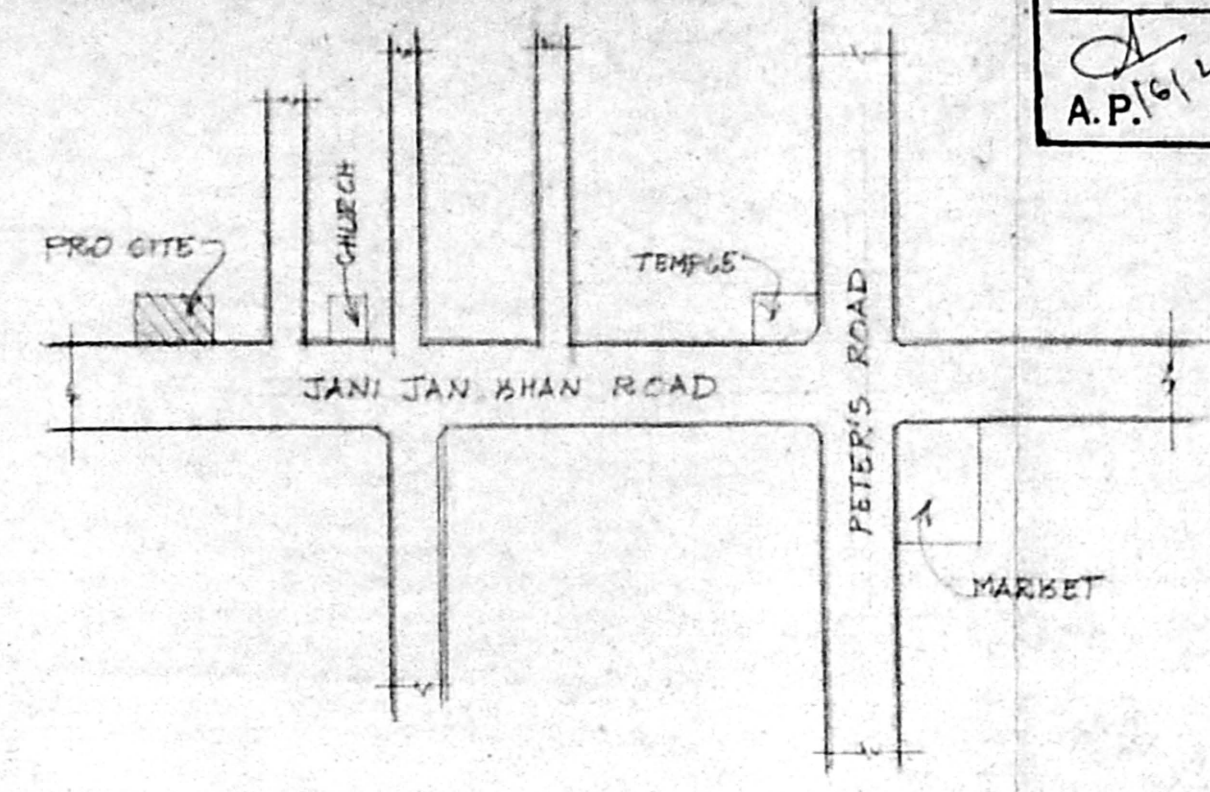 A.P.
CHURCH
PRO SITE
TEMPLE
JANI JAN KHAN ROAD
PETER'S ROAD
MARKET